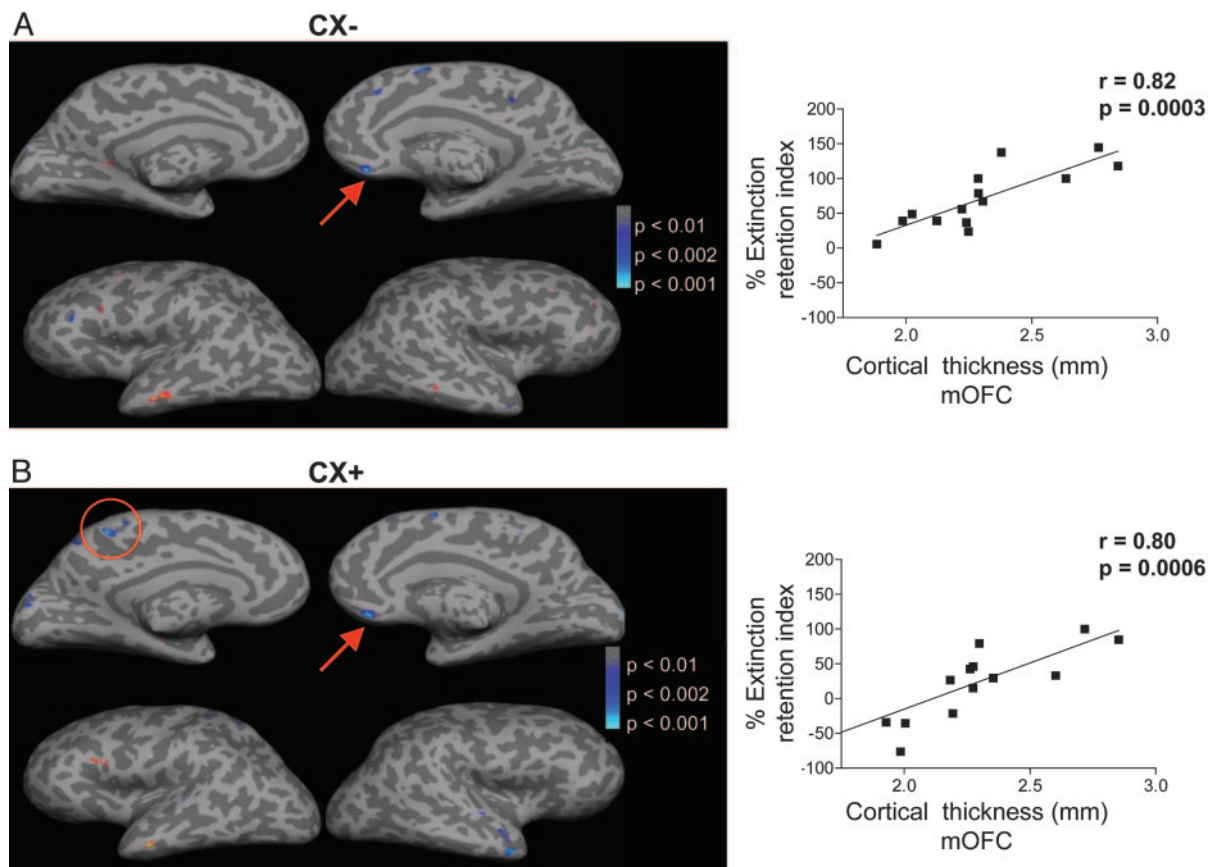 A
CX-
p < 0.01
p < 0.002
p < 0.001
r = 0.82
p = 0.0003
200
150
100
50
0
-50
-100
% Extinction
retention index
2.0 2.5 3.0
Cortical thickness (mm)
mOFC
B
CX+
p < 0.01
p < 0.002
p < 0.001
r = 0.80
p = 0.0006
200
150
100
50
0
-50
-100
% Extinction
retention index
2.0 2.5 3.0
Cortical thickness (mm)
mOFC